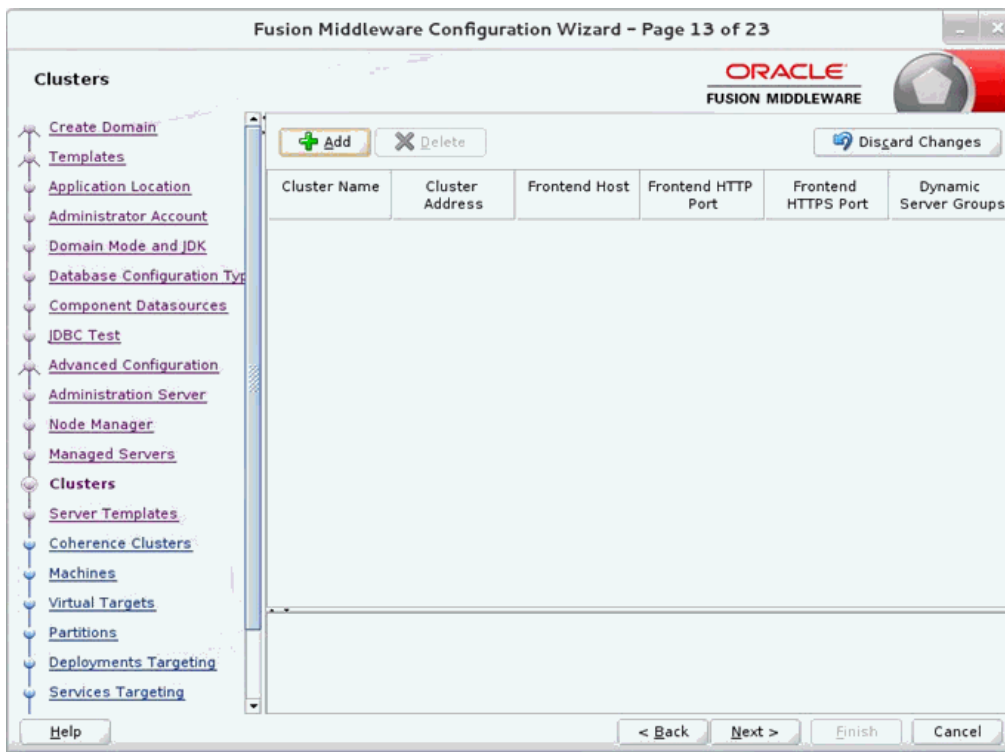 Fusion Middleware Configuration Wizard - Page 13 of 23
Clusters
ORACLE
FUSION MIDDLEWARE
Create Domain
Templates
Application Location
Administrator Account
Domain Mode and JDK
Database Configuration Typ
Component Datasources
JDBC Test
Advanced Configuration
Administration Server
Node Manager
Managed Servers
Clusters
Server Templates
Coherence Clusters
Machines
Virtual Targets
Partitions
Deployments Targeting
Services Targeting
Add Delete Discard Changes
Cluster Name Cluster Address Frontend Host Frontend HTTP Port Frontend HTTPS Port Dynamic Server Groups
Help < Back Next > Finish Cancel